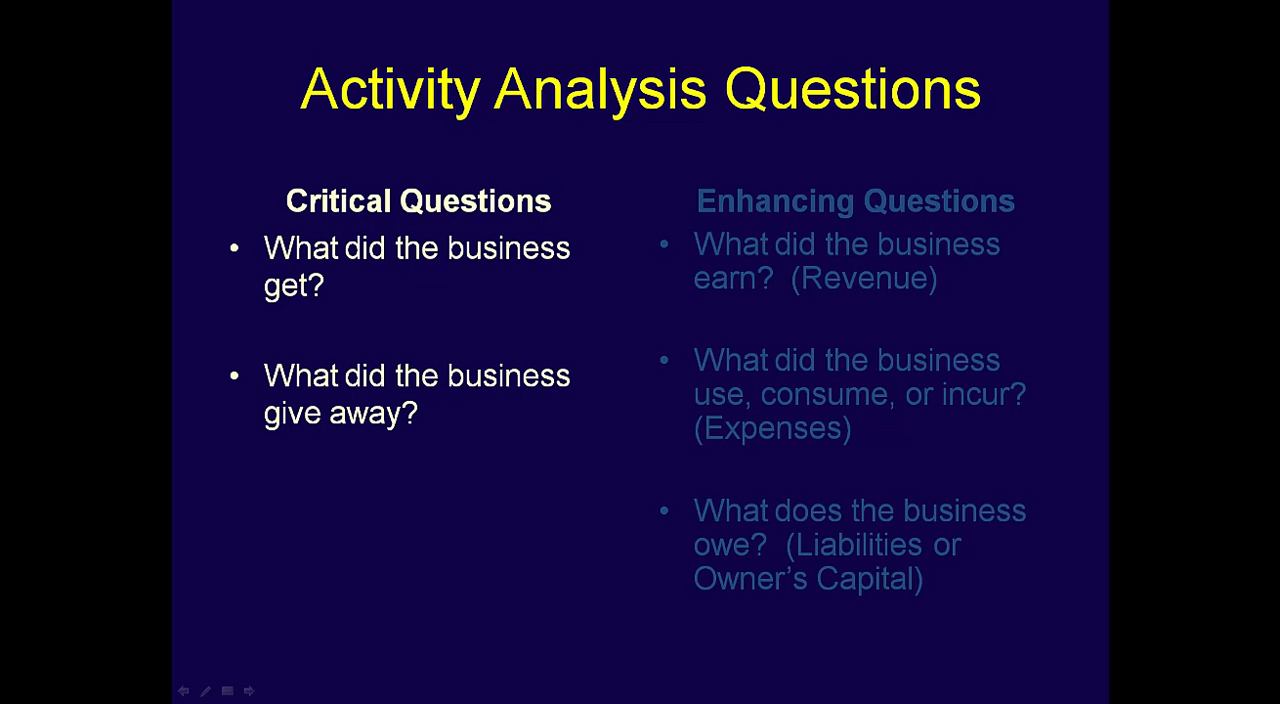 Activity Analysis Questions
Critical Questions
• What did the business
get?
• What did the business
give away?
Enhancing Questions
• What did the business
earn? (Revenue)
• What did the business
use, consume, or incur?
(Expenses)
• What does the business
owe? (Liabilities or
Owner’s Capital)